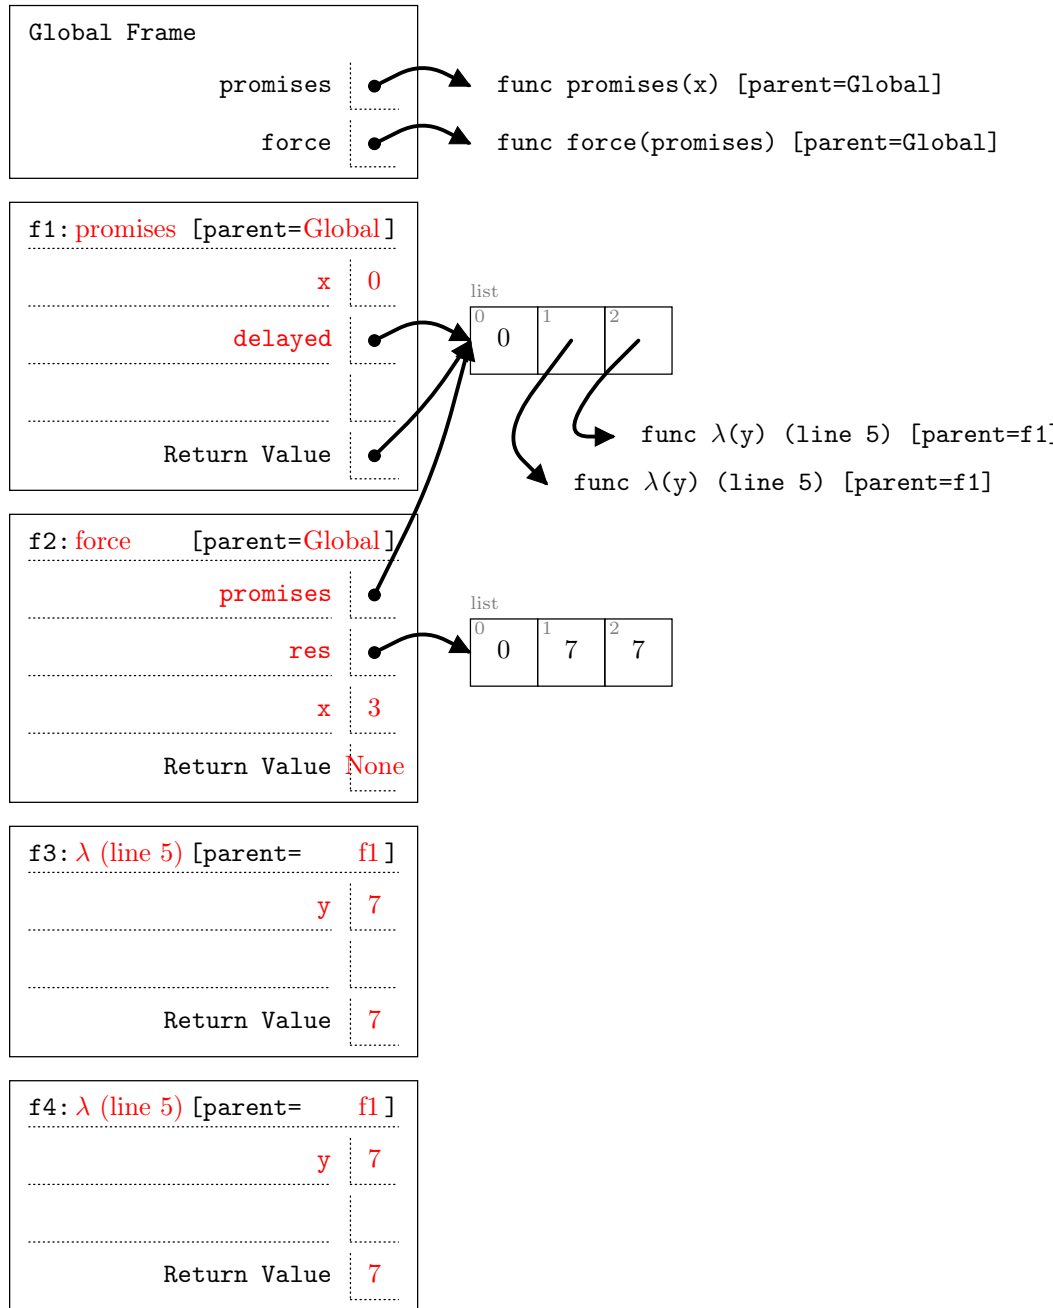 Global Frame
promises func promises(x) [parent=Global]
force func force(promises) [parent=Global]
f1: promises [parent=Global]
x 0
list
delayed 0 0 1 2
func λ(y) (line 5) [parent=f1]
Return Value
func λ(y) (line 5) [parent=f1]
f2: force [parent=Global]
promises
list
res 0 0 1 7 2 7
x 3
Return Value None
f3: λ (line 5) [parent= f1]
y 7
Return Value 7
f4: λ (line 5) [parent= f1]
y 7
Return Value 7